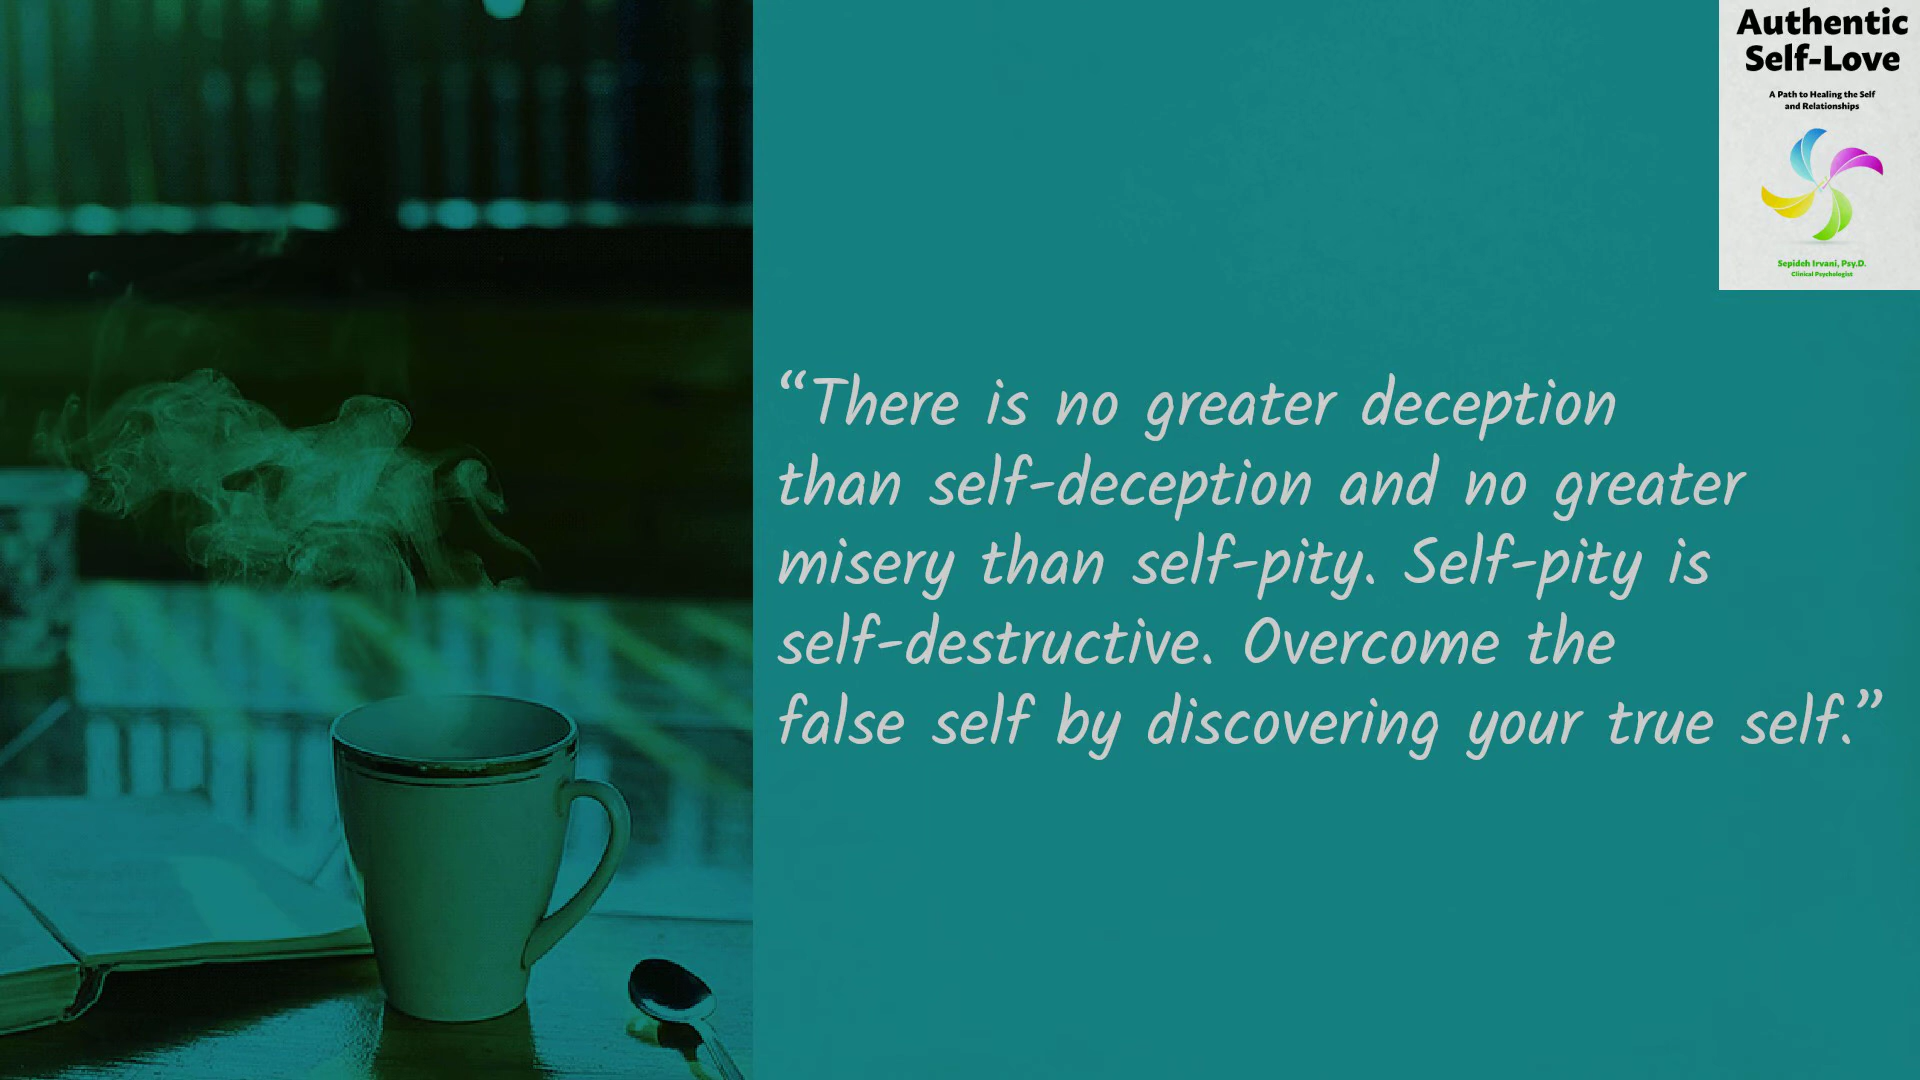 Authentic
Self-Love
A Path to Healing the Self
and Relationships
Sepideh Irvani, Psy.D.
Clinical Psychologist
“There is no greater deception
than self-deception and no greater
misery than self-pity. Self-pity is
self-destructive. Overcome the
false self by discovering your true self.”